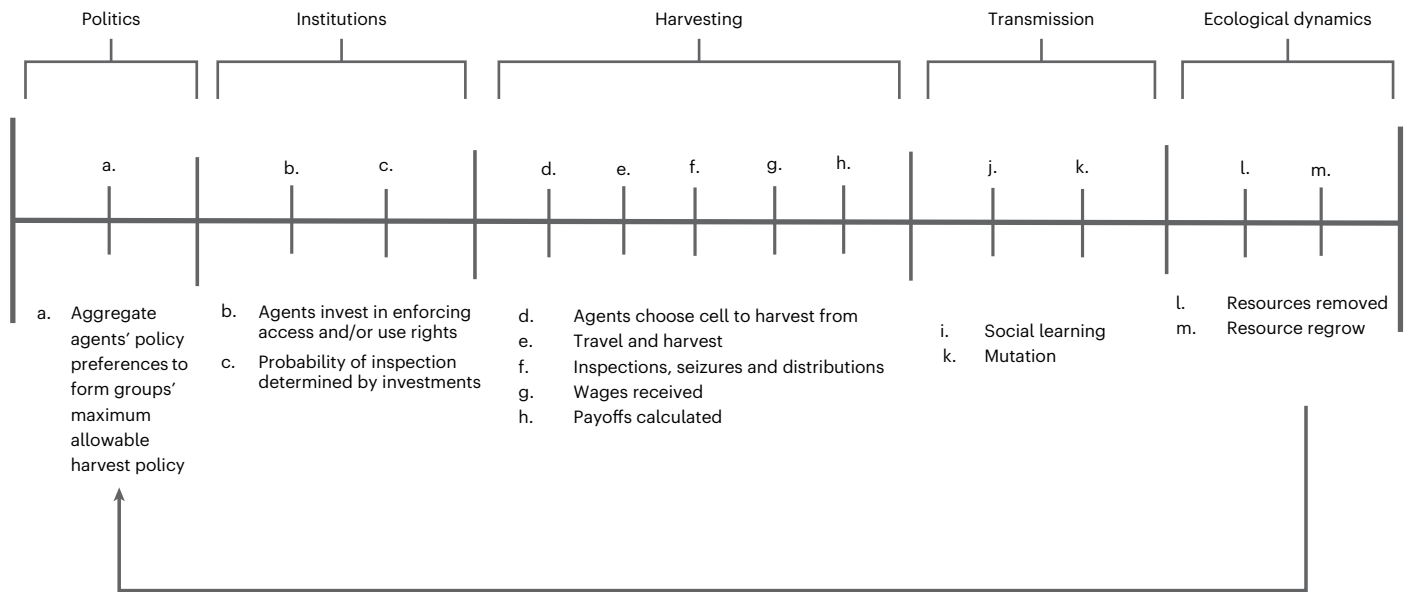 Politics
Institutions
Harvesting
Transmission
Ecological dynamics
a.
b.
c.
d.
e.
f.
g.
h.
j.
k.
l.
m.
a. Aggregate
agents’ policy
preferences to
form groups’
maximum
allowable
harvest policy
b. Agents invest in enforcing
access and/or use rights
c. Probability of inspection
determined by investments
d. Agents choose cell to harvest from
e. Travel and harvest
f. Inspections, seizures and distributions
g. Wages received
h. Payoffs calculated
i. Social learning
k. Mutation
l. Resources removed
m. Resource regrow